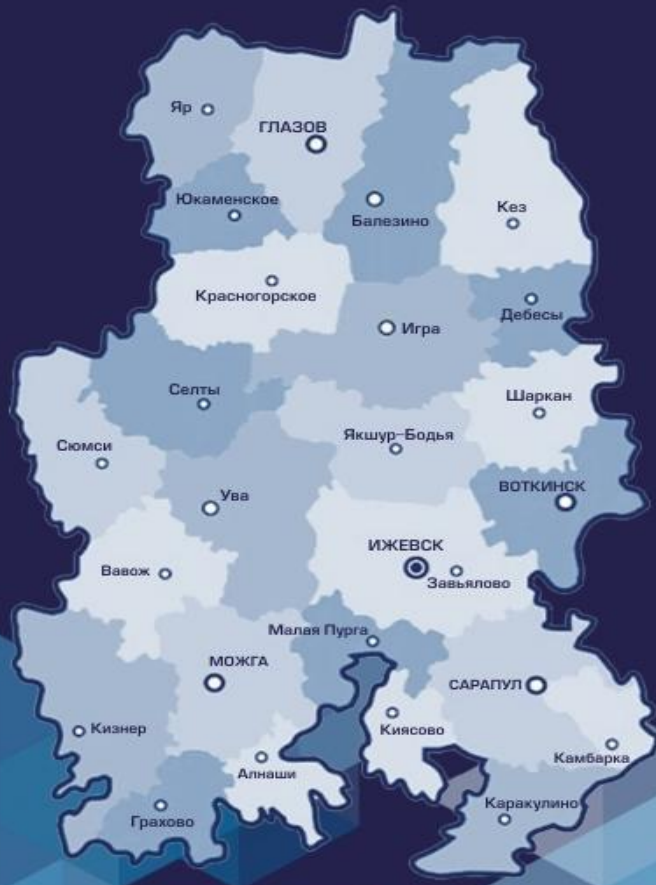 Яр
ГЛАЗОВ
Юкаменское
Балезино
Кез
Красногорское
Дебесы
Игра
Селты
Шаркан
Якшур-Бодья
Сюмси
Ува
ВОТКИНСК
ИЖЕВСК
Завьялово
Вавож
Малая Пурга
МОЖГА
САРАПУЛ
Кизнер
Киясово
Камбарка
Алнаши
Каракулино
Грахово